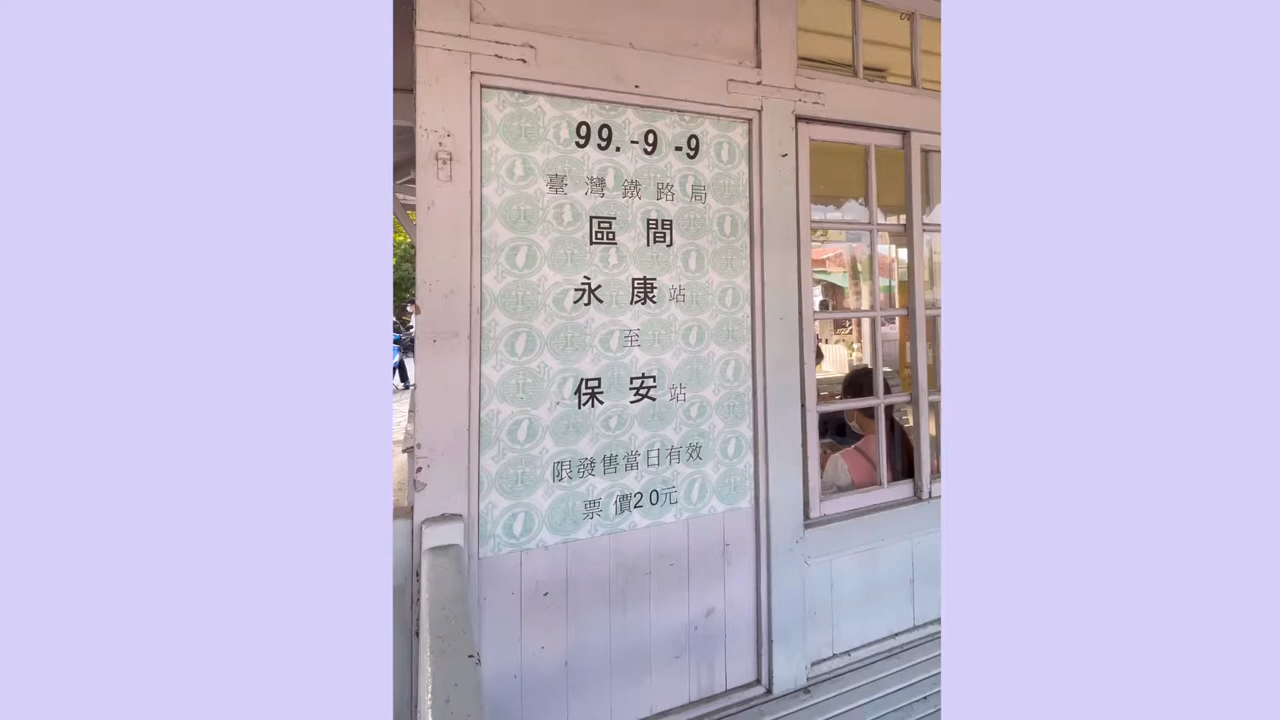 99.-9 -9
臺灣鐵路局
區間
永康站
至
保安站
限發售當日有效
票價20元